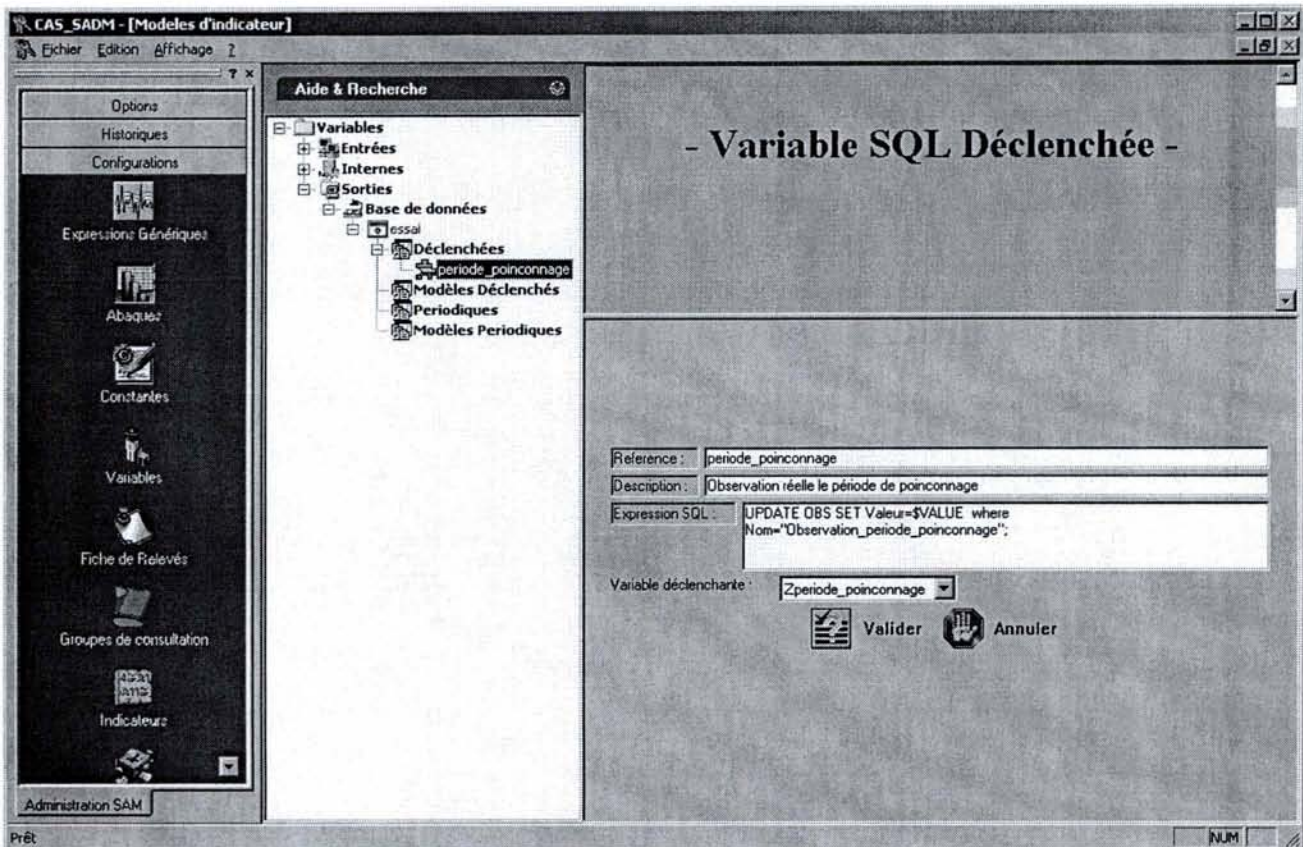 CAS_SADM - [Modeles d'indicateur]
Fichier Edition Affichage ?
? ×
Options
Historiques
Configurations
Expressions Génériques
Abaques
Constantes
Variables
Fiche de Relevés
Groupes de consultation
Indicateurs
Administration SAM
Aide & Recherche
Variables
Entrées
Internes
Sorties
Base de données
essai
Déclenchées
periode_poinconnage
Modèles Déclenchés
Periodiques
Modèles Periodiques
- Variable SQL Déclenchée -
Reference : periode_poinconnage
Description : Observation réelle le période de poinconnage
Expression SQL : UPDATE OBS SET Valeur=$VALUE where
Nom="Observation_periode_poinconnage";
Variable déclenchante : Zperiode_poinconnage
Valider Annuler
Prêt NUM